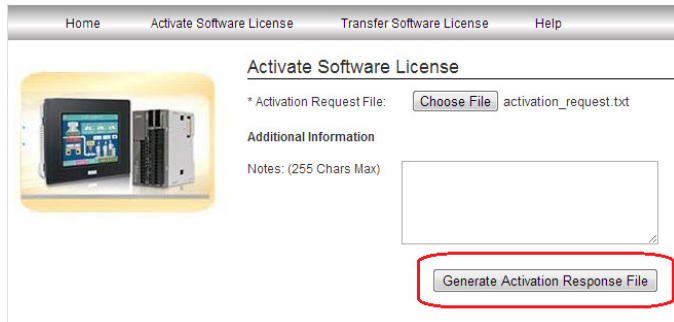 Home Activate Software License Transfer Software License Help
Activate Software License
* Activation Request File: Choose File activation_request.txt
Additional Information
Notes: (255 Chars Max)
Generate Activation Response File